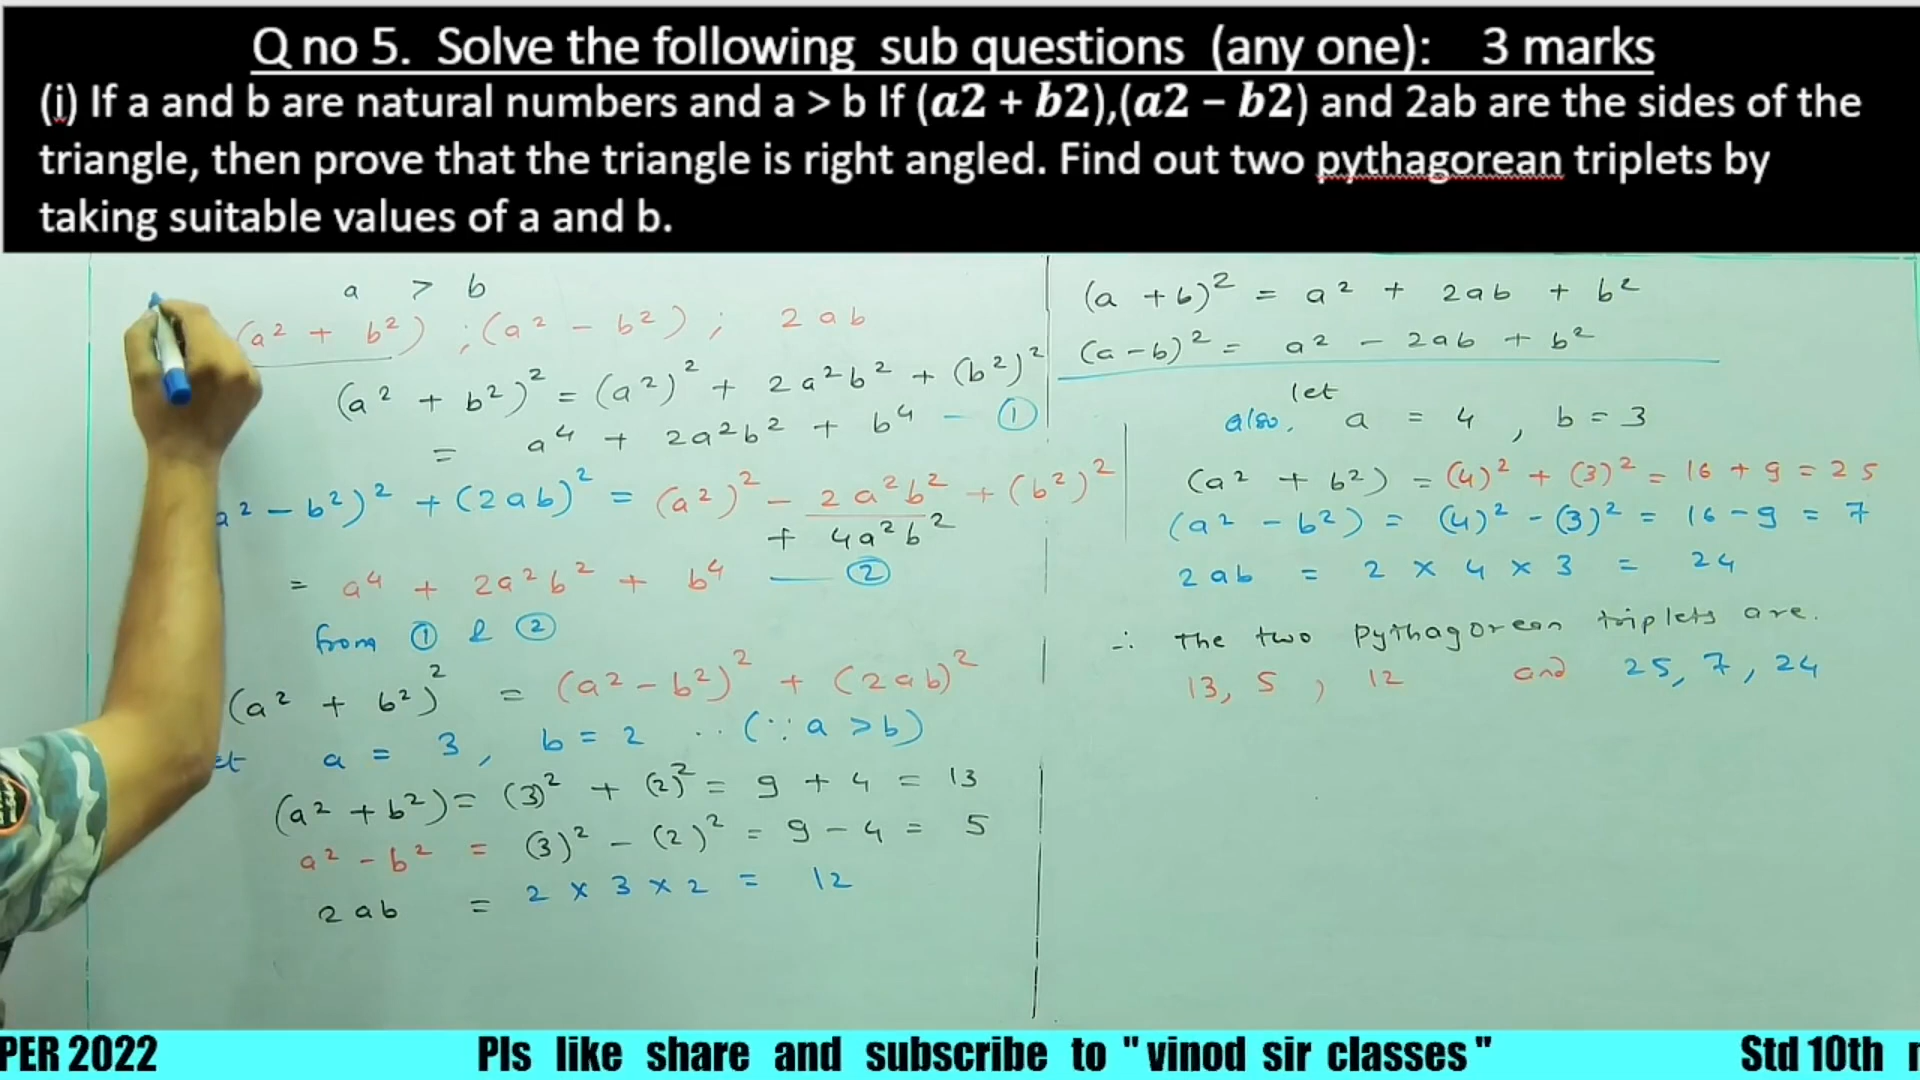 Q no 5. Solve the following sub questions (any one): 3 marks
(i) If a and b are natural numbers and a > b If (a2 + b2),(a2 − b2) and 2ab are the sides of the
triangle, then prove that the triangle is right angled. Find out two pythagorean triplets by
taking suitable values of a and b.
a > b
(a² + b²) ; (a² - b²) ; 2ab
(a² + b²)² = (a²)² + 2a²b² + (b²)²
= a⁴ + 2a²b² + b⁴ — ①
a² - b²)² + (2ab)² = (a²)² - 2a²b² + (b²)²
+ 4a²b²
= a⁴ + 2a²b² + b⁴ — ②
from ① & ②
(a² + b²)² = (a² - b²)² + (2ab)²
et a = 3, b = 2 .. (∵ a > b)
(a² + b²) = (3)² + (2)² = 9 + 4 = 13
a² - b² = (3)² - (2)² = 9 - 4 = 5
2ab = 2 × 3 × 2 = 12
(a + b)² = a² + 2ab + b²
(a - b)² = a² - 2ab + b²
let
also, a = 4, b = 3
(a² + b²) = (4)² + (3)² = 16 + 9 = 25
(a² - b²) = (4)² - (3)² = 16 - 9 = 7
2ab = 2 × 4 × 3 = 24
∴ The two Pythagorean triplets are.
13, 5, 12 and 25, 7, 24
PER 2022 Pls like share and subscribe to "vinod sir classes" Std 10th